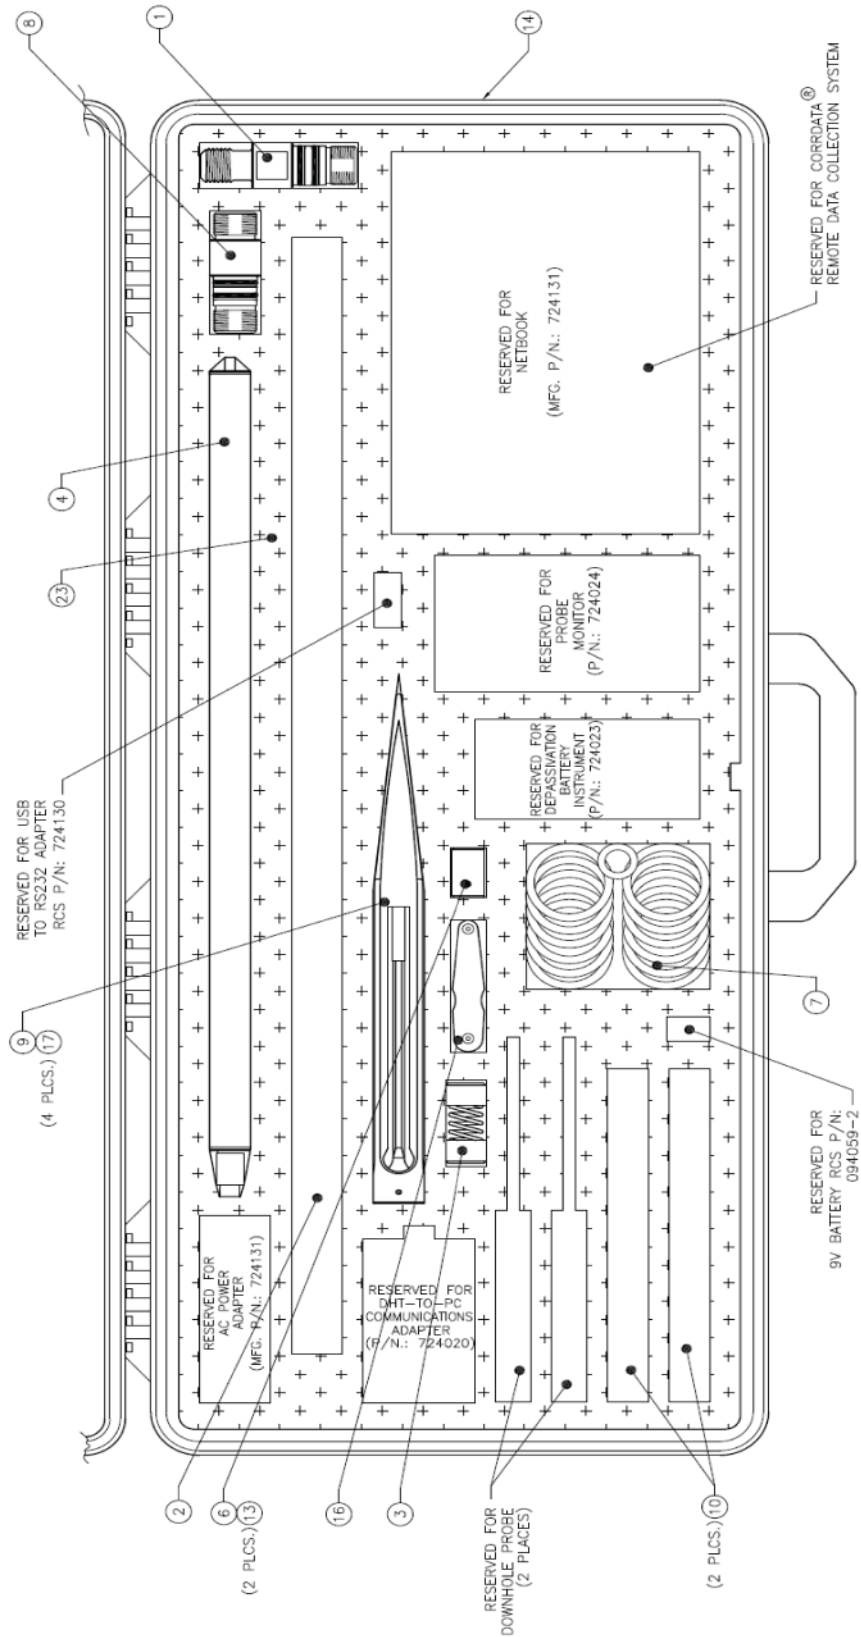 8
1
14
RESERVED FOR CORRDATA®
REMOTE DATA COLLECTION SYSTEM
4
23
RESERVED FOR
NETBOOK
(MFG. P/N.: 724131)
RESERVED FOR USB
TO RS232 ADAPTER
RCS P/N: 724130
RESERVED FOR
PROBE
MONITOR
(P/N.: 724024)
RESERVED FOR
DEPASSIVATION
BATTERY
INSTRUMENT
(P/N.: 724023)
9
(4 PLCS.) 17
7
RESERVED FOR
9V BATTERY RCS P/N:
094059-2
RESERVED FOR
AC POWER
ADAPTER
(MFG. P/N.: 724131)
RESERVED FOR
DHT-TO-PC
COMMUNICATIONS
ADAPTER
(P/N.: 724020)
2
6
(2 PLCS.) 13
16
3
RESERVED FOR
DOWNHOLE PROBE
(2 PLACES)
(2 PLCS.) 10